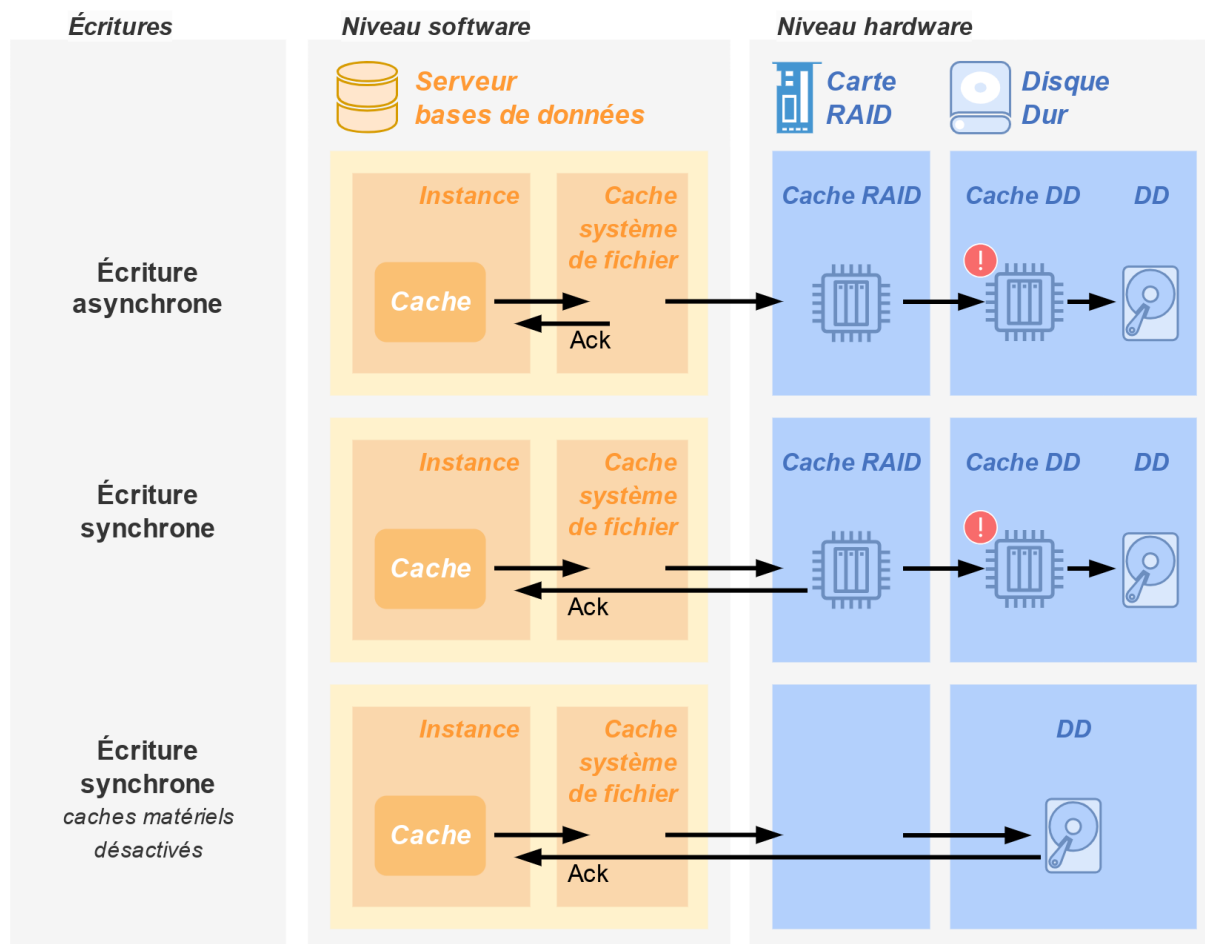 Écritures
Niveau software
Niveau hardware
Serveur
bases de données
Carte
RAID
Disque
Dur
Écriture
asynchrone
Instance
Cache
système
de fichier
Cache
Ack
Cache RAID
Cache DD
DD
!
Écriture
synchrone
Instance
Cache
système
de fichier
Cache
Ack
Cache RAID
Cache DD
DD
!
Écriture
synchrone
caches matériels
désactivés
Instance
Cache
système
de fichier
Cache
Ack
DD